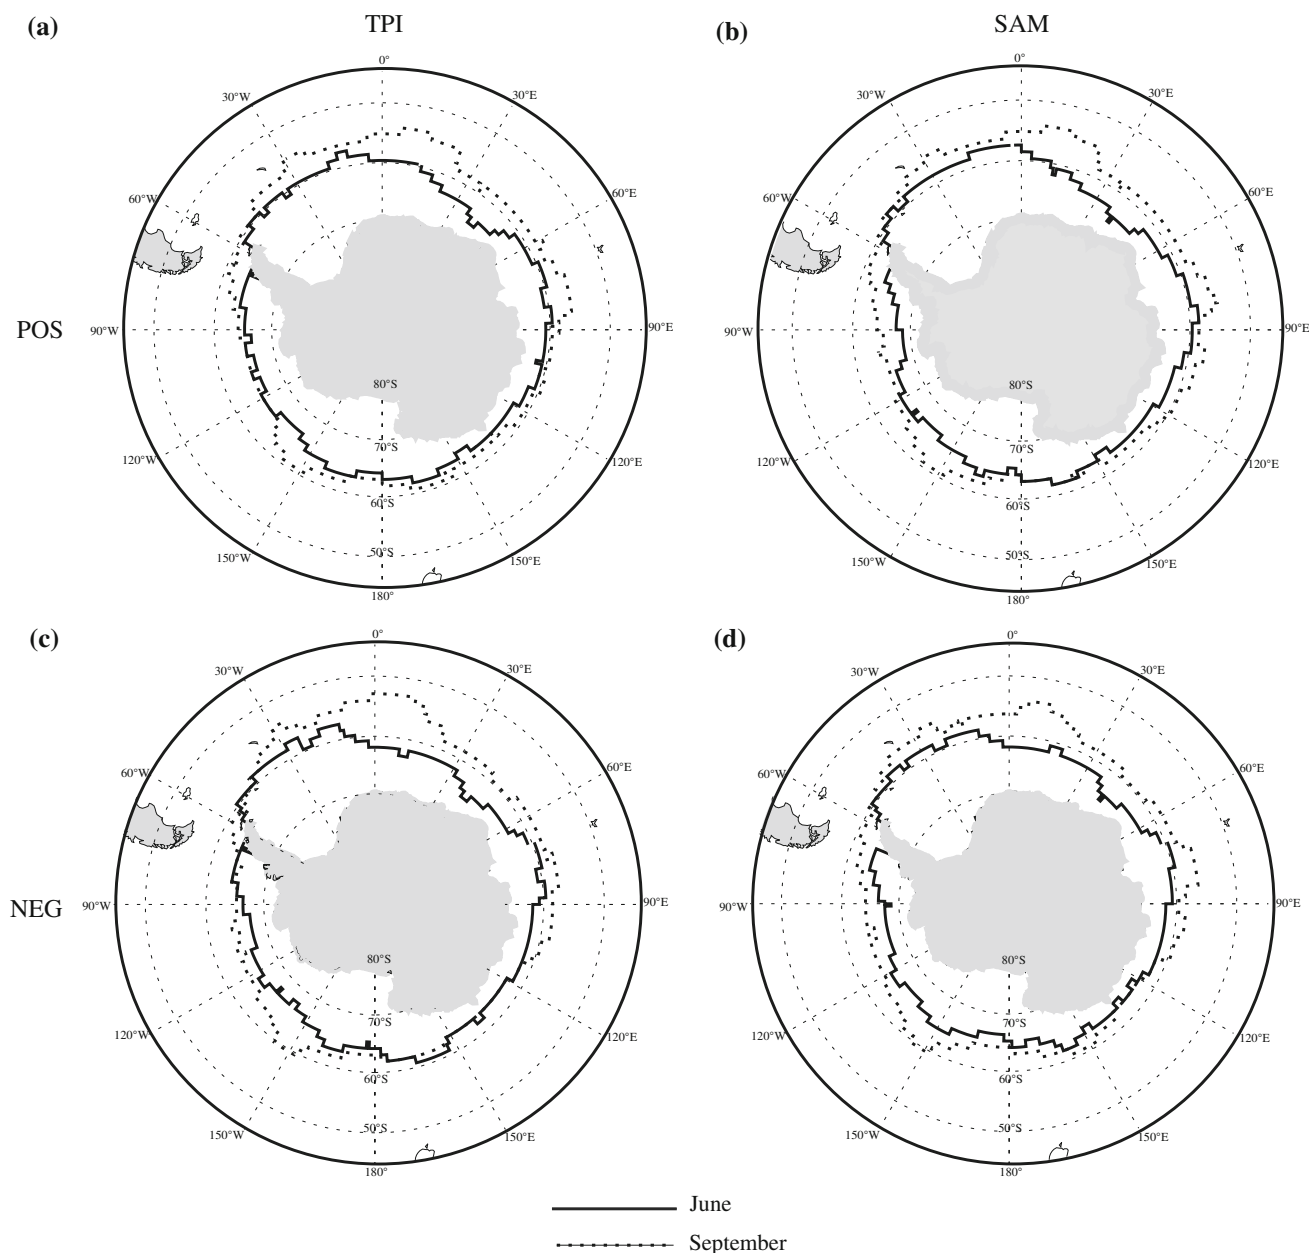 (a) TPI (b) SAM
0° 0°
30°W 30°E 30°W 30°E
60°W 60°E 60°W 60°E
POS 90°W 90°E 90°W 90°E
80°S 80°S
70°S 70°S
120°W 120°E 120°W 120°E
60°S 60°S
50°S 50°S
150°W 150°E 150°W 150°E
180° 180°
(c) (d)
0° 0°
30°W 30°E 30°W 30°E
60°W 60°E 60°W 60°E
NEG 90°W 90°E 90°W 90°E
80°S 80°S
70°S 70°S
120°W 120°E 120°W 120°E
60°S 60°S
50°S 50°S
150°W 150°E 150°W 150°E
180° 180°
June
September